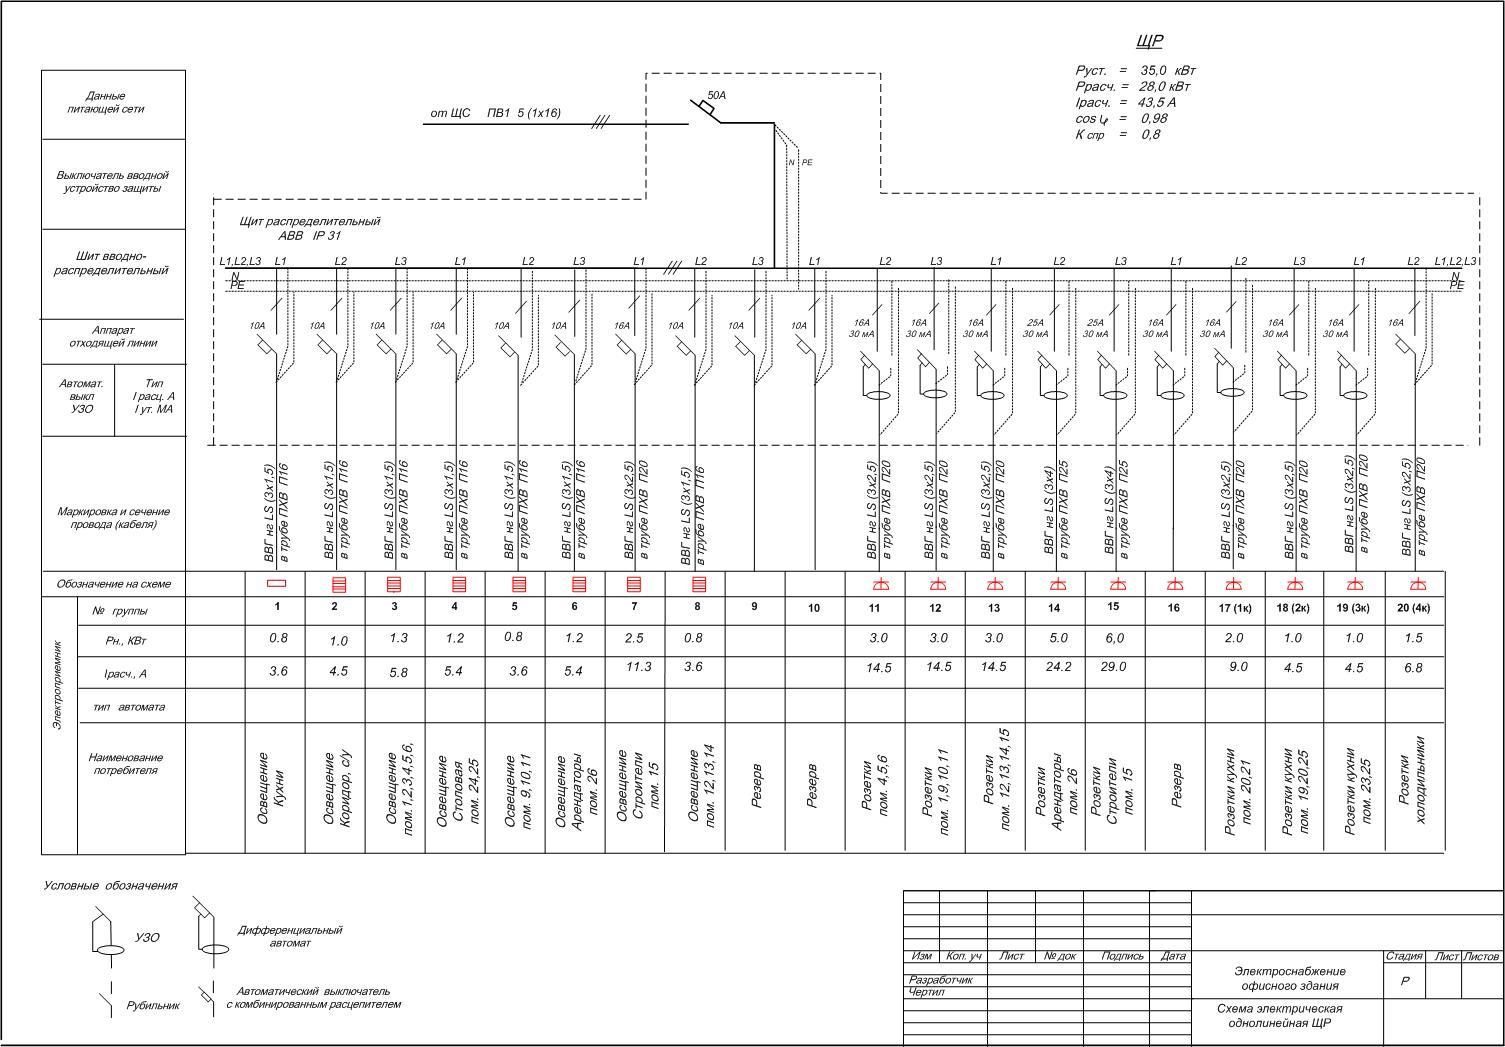 ЩР
Руст. = 35,0 кВт
Ррасч. = 28,0 кВт
Iрасч. = 43,5 А
cos φ = 0,98
К спр = 0,8
Данные
питающей сети
Выключатель вводной
устройство защиты
Шит вводно-
распределительный
Аппарат
отходящей линии
Автомат.
выкл
УЗО
Тип
I расц. А
I ут. МА
Маркировка и сечение
провода (кабеля)
от ЩС ПВ1 5 (1х16)
50А
N PE
Щит распределительный
АВВ IP 31
L1,L2,L3 L1 L2 L3 L1 L2 L3 L1 L2 L3 L1 L2 L3 L1 L2 L3 L1 L2 L3 L1 L2 L1,L2,L3
N N
PE PE
10А 10А 10А 10А 10А 10А 16А 10А 10А 10А 16А 16А 16А 25А 25А 16А 16А 16А 16А 16А
30 мА 30 мА 30 мА 30 мА 30 мА 30 мА 30 мА 30 мА 30 мА
ВВГ нг LS (3х1,5)
в трубе ПХВ П16
ВВГ нг LS (3х1,5)
в трубе ПХВ П16
ВВГ нг LS (3х1,5)
в трубе ПХВ П16
ВВГ нг LS (3х1,5)
в трубе ПХВ П16
ВВГ нг LS (3х1,5)
в трубе ПХВ П16
ВВГ нг LS (3х1,5)
в трубе ПХВ П16
ВВГ нг LS (3х2,5)
в трубе ПХВ П20
ВВГ нг LS (3х1,5)
в трубе ПХВ П16
ВВГ нг LS (3х2,5)
в трубе ПХВ П20
ВВГ нг LS (3х2,5)
в трубе ПХВ П20
ВВГ нг LS (3х2,5)
в трубе ПХВ П20
ВВГ нг LS (3х4)
в трубе ПХВ П25
ВВГ нг LS (3х4)
в трубе ПХВ П25
ВВГ нг LS (3х2,5)
в трубе ПХВ П20
ВВГ нг LS (3х2,5)
в трубе ПХВ П20
ВВГ нг LS (3х2,5)
в трубе ПХВ П20
ВВГ нг LS (3х2,5)
в трубе ПХВ П20
Обозначение на схеме
Электроприемник
№ группы 1 2 3 4 5 6 7 8 9 10 11 12 13 14 15 16 17 (1к) 18 (2к) 19 (3к) 20 (4к)
Рн., КВт 0.8 1.0 1.3 1.2 0.8 1.2 2.5 0.8 3.0 3.0 3.0 5.0 6,0 2.0 1.0 1.0 1.5
Iрасч., А 3.6 4.5 5.8 5.4 3.6 5.4 11.3 3.6 14.5 14.5 14.5 24.2 29.0 9.0 4.5 4.5 6.8
тип автомата
Наименование
потребителя
Освещение
Кухни
Освещение
Коридор, с/у
Освещение
пом. 1,2,3,4,5,6,
Освещение
Столовая
пом. 24,25
Освещение
пом. 9,10,11
Освещение
Арендаторы
пом. 26
Освещение
Строители
пом. 15
Освещение
пом. 12,13,14
Резерв
Резерв
Розетки
пом. 4,5,6
Розетки
пом. 1,9,10,11
Розетки
пом. 12,13,14,15
Розетки
Арендаторы
пом. 26
Розетки
Строители
пом. 15
Резерв
Розетки кухни
пом. 20,21
Розетки кухни
пом. 19,20,25
Розетки кухни
пом. 23,25
Розетки
холодильники
Условные обозначения
УЗО
Дифференциальный
автомат
Рубильник
Автоматический выключатель
с комбинированным расцепителем
Изм Коп. уч Лист № док Подпись Дата
Разработчик
Чертил
Электроснабжение
офисного здания
Стадия Лист Листов
Р
Схема электрическая
однолинейная ЩР